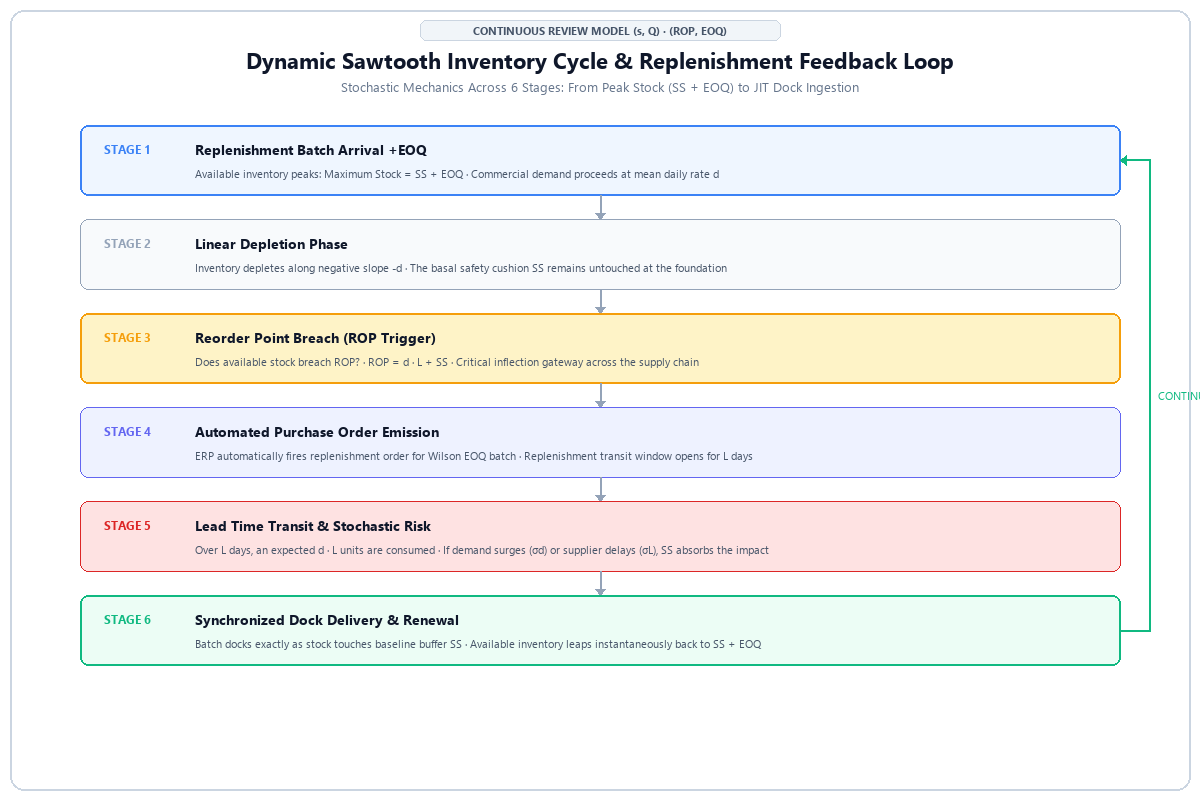 CONTINUOUS REVIEW MODEL (s, Q) · (ROP, EOQ)
Dynamic Sawtooth Inventory Cycle & Replenishment Feedback Loop
Stochastic Mechanics Across 6 Stages: From Peak Stock (SS + EOQ) to JIT Dock Ingestion
STAGE 1
Replenishment Batch Arrival +EOQ
Available inventory peaks: Maximum Stock = SS + EOQ · Commercial demand proceeds at mean daily rate d
STAGE 2
Linear Depletion Phase
Inventory depletes along negative slope -d · The basal safety cushion SS remains untouched at the foundation
STAGE 3
Reorder Point Breach (ROP Trigger)
Does available stock breach ROP? · ROP = d · L + SS · Critical inflection gateway across the supply chain
STAGE 4
Automated Purchase Order Emission
ERP automatically fires replenishment order for Wilson EOQ batch · Replenishment transit window opens for L days
STAGE 5
Lead Time Transit & Stochastic Risk
Over L days, an expected d · L units are consumed · If demand surges (σd) or supplier delays (σL), SS absorbs the impact
STAGE 6
Synchronized Dock Delivery & Renewal
Batch docks exactly as stock touches baseline buffer SS · Available inventory leaps instantaneously back to SS + EOQ